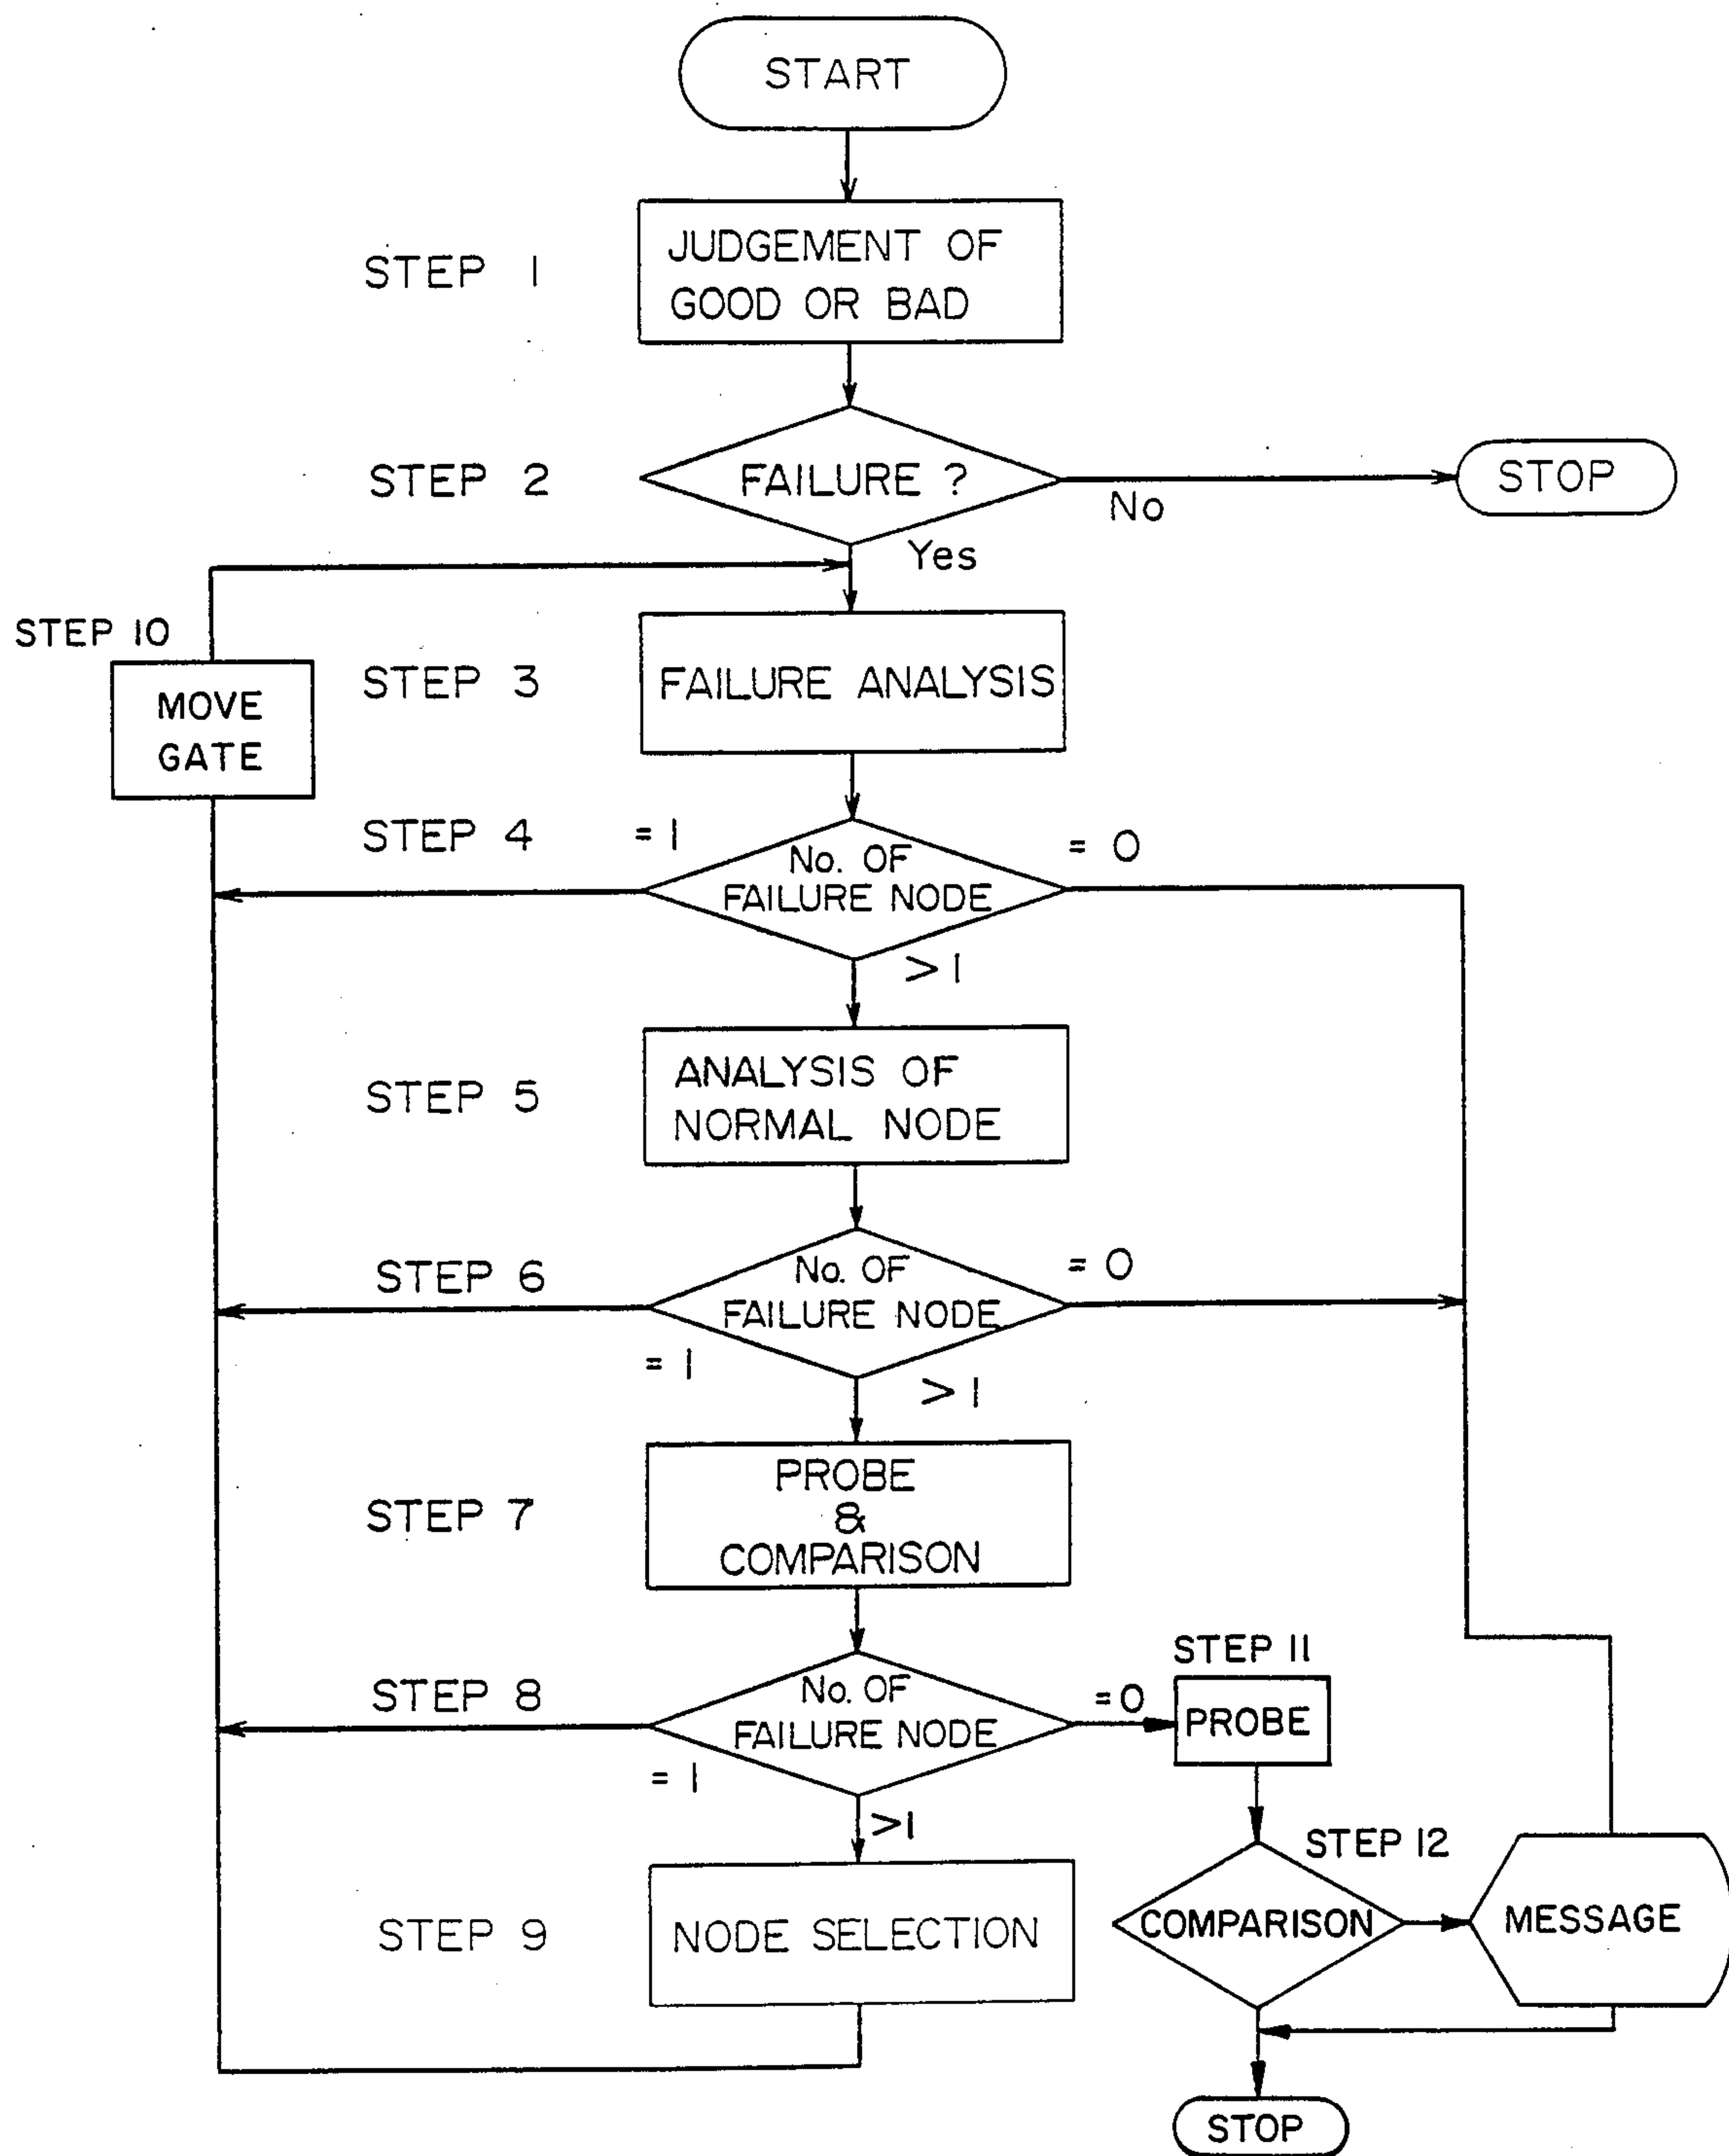 START
STEP 1
JUDGEMENT OF
GOOD OR BAD
STEP 2
FAILURE ?
No
STOP
Yes
STEP 10
MOVE
GATE
STEP 3
FAILURE ANALYSIS
STEP 4
= 1
No. OF
FAILURE NODE
= 0
> 1
STEP 5
ANALYSIS OF
NORMAL NODE
STEP 6
No. OF
FAILURE NODE
= 0
= 1
> 1
STEP 7
PROBE
&
COMPARISON
STEP 8
No. OF
FAILURE NODE
=0
= 1
>1
STEP 11
PROBE
STEP 12
COMPARISON
MESSAGE
STEP 9
NODE SELECTION
STOP